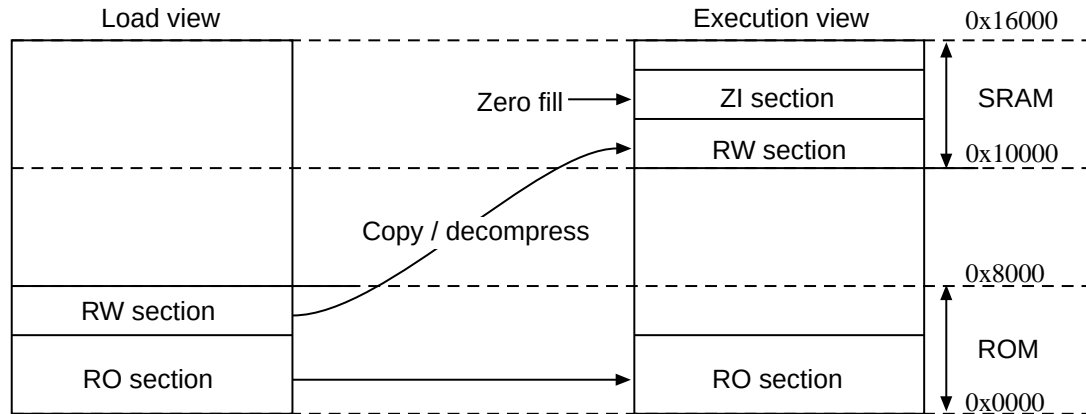 Load view
Execution view
0x16000
Zero fill
ZI section
SRAM
RW section
0x10000
Copy / decompress
0x8000
RW section
ROM
RO section
RO section
0x0000